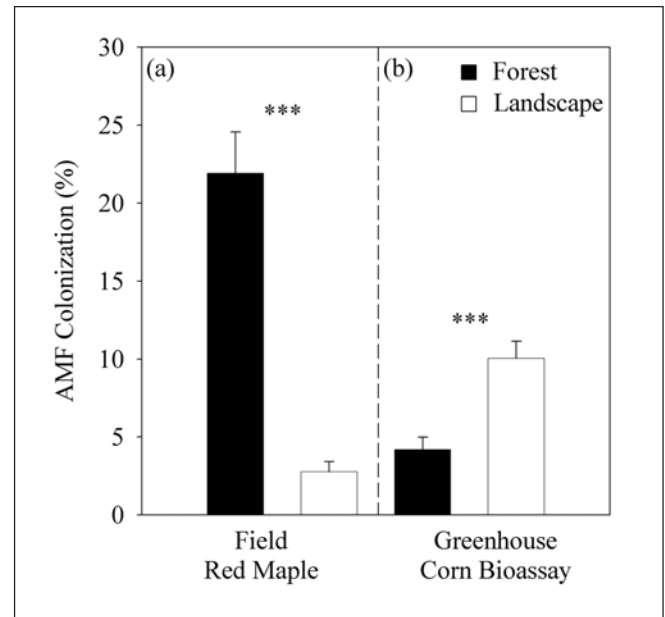 30
25
20
15
10
5
0
AMF Colonization (%)
(a)
***
(b)
Forest
Landscape
***
Field
Red Maple
Greenhouse
Corn Bioassay